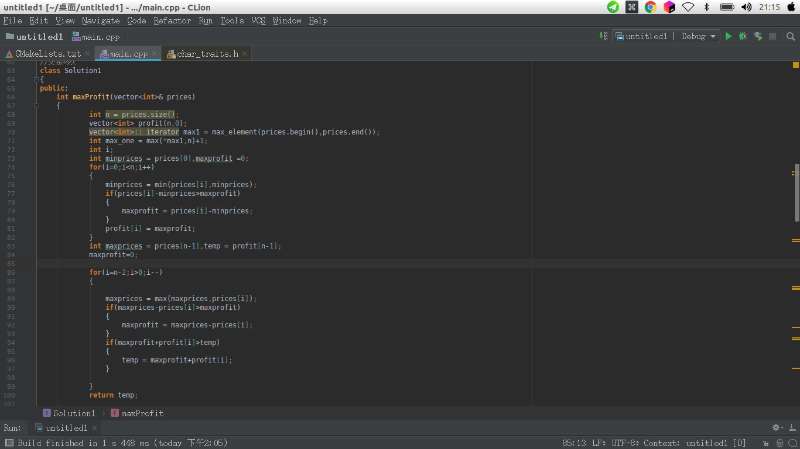 untitled1 [~/桌面/untitled1] - .../main.cpp - CLion
21:15
File Edit View Navigate Code Refactor Run Tools VCS Window Help
untitled1 main.cpp
untitled1 | Debug
CMakeLists.txt main.cpp char_traits.h
63 class Solution1
64 {
65 public:
66 int maxProfit(vector<int>& prices)
67 {
68 int n = prices.size();
69 vector<int> profit(n,0);
70 vector<int>:: iterator max1 = max_element(prices.begin(),prices.end());
71 int max_one = max(*max1,n)+1;
72 int i;
73 int minprices = prices[0],maxprofit =0;
74 for(i=0;i<n;i++)
75 {
76 minprices = min(prices[i],minprices);
77 if(prices[i]-minprices>maxprofit)
78 {
79 maxprofit = prices[i]-minprices;
80 }
81 profit[i] = maxprofit;
82 }
83 int maxprices = prices[n-1],temp = profit[n-1];
84 maxprofit=0;
85
86 for(i=n-2;i>0;i--)
87 {
88
89 maxprices = max(maxprices,prices[i]);
90 if(maxprices-prices[i]>maxprofit)
91 {
92 maxprofit = maxprices-prices[i];
93 }
94 if(maxprofit+profit[i]>temp)
95 {
96 temp = maxprofit+profit[i];
97 }
98
99 }
100 return temp;
Solution1 maxProfit
Run: untitled1
Build finished in 1 s 448 ms (today 下午2:05)
85:13 LF: UTF-8: Context: untitled1 [D]